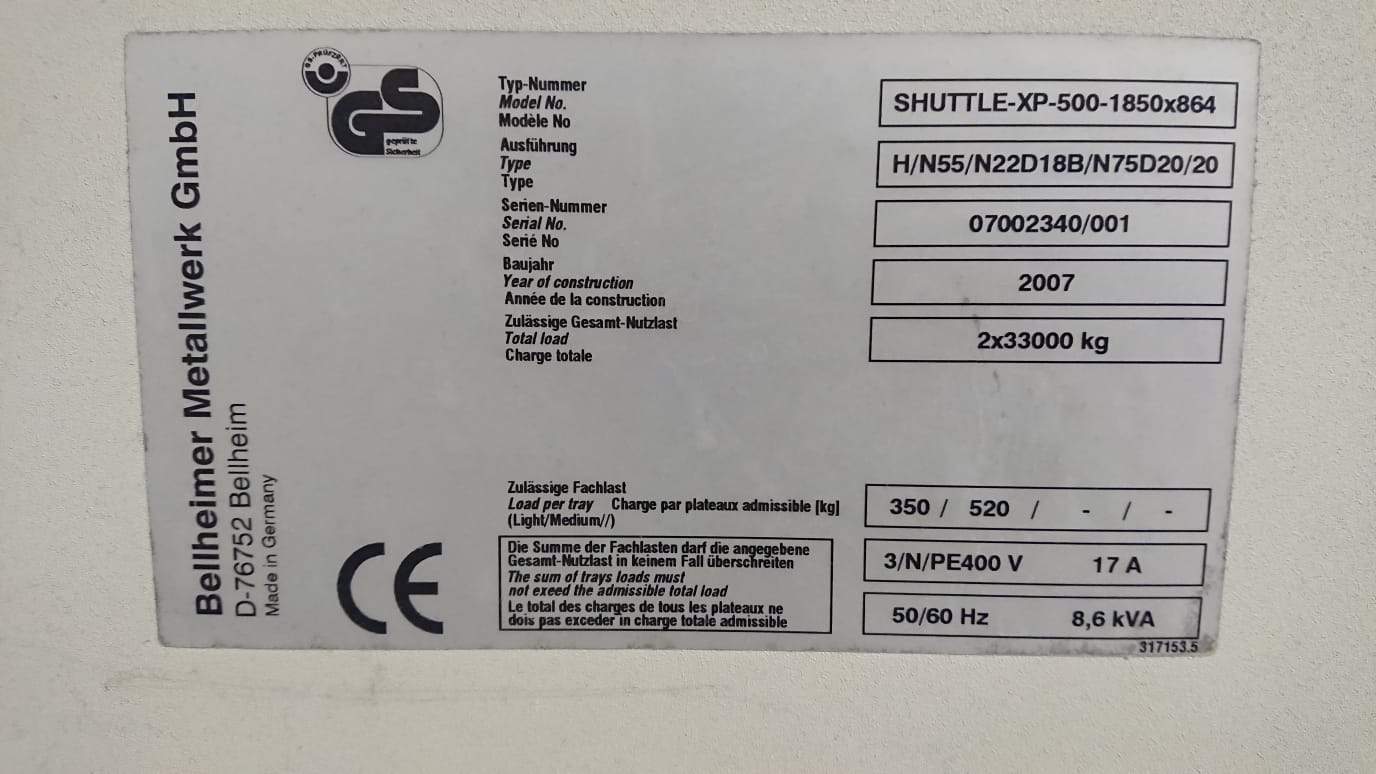 Bellheimer Metallwerk GmbH
D-76752 Bellheim
Made in Germany
GS-PRÜFZERT
GS
geprüfte
Sicherheit
Typ-Nummer
Model No.
Modèle No
SHUTTLE-XP-500-1850x864
Ausführung
Type
Type
H/N55/N22D18B/N75D20/20
Serien-Nummer
Serial No.
Serié No
07002340/001
Baujahr
Year of construction
Année de la construction
2007
Zulässige Gesamt-Nutzlast
Total load
Charge totale
2x33000 kg
Zulässige Fachlast
Load per tray Charge par plateaux admissible [kg]
(Light/Medium//)
350 / 520 / - / -
CE
Die Summe der Fachlasten darf die angegebene
Gesamt-Nutzlast in keinem Fall überschreiten
The sum of trays loads must
not exceed the admissible total load
Le total des charges de tous les plateaux ne
dois pas exceder in charge totale admissible
3/N/PE400 V 17 A
50/60 Hz 8,6 kVA
317153.5